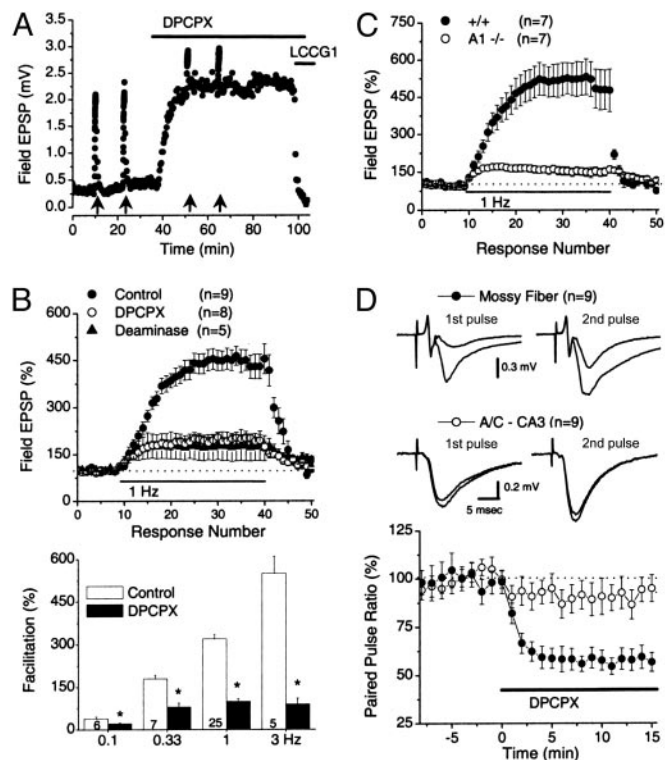 A
DPCPX
LCCG1
3.5
3.0
2.5
2.0
1.5
1.0
0.5
0.0
Field EPSP (mV)
0 20 40 60 80 100
Time (min)
B
Control (n=9)
DPCPX (n=8)
Deaminase (n=5)
600
450
300
150
Field EPSP (%)
1 Hz
0 10 20 30 40 50
Response Number
600
450
300
150
Facilitation (%)
Control
DPCPX
6 * 7 * 25 * 5 *
0.1 0.33 1 3 Hz
C
+/+ (n=7)
A1 -/- (n=7)
750
600
450
300
150
Field EPSP (%)
1 Hz
0 10 20 30 40 50
Response Number
D
Mossy Fiber (n=9)
1st pulse 2nd pulse
0.3 mV
A/C - CA3 (n=9)
1st pulse 2nd pulse
0.2 mV
5 msec
125
100
75
50
25
Paired Pulse Ratio (%)
DPCPX
-5 0 5 10 15
Time (min)